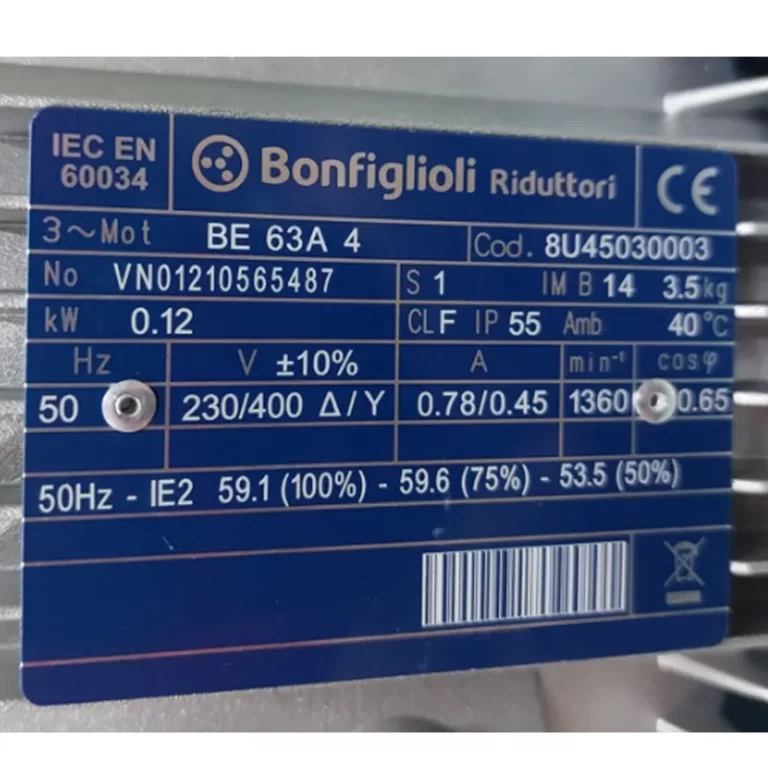 IEC EN
60034
Bonfiglioli Riduttori
CE
3~Mot BE 63A 4 Cod. 8U45030003
No VN01210565487 S 1 IM B 14 3.5 kg
kW 0.12 CL F IP 55 Amb 40 °C
Hz V ±10% A min⁻¹ cosφ
50 230/400 Δ/Y 0.78/0.45 1360 0.65
50Hz - IE2 59.1 (100%) - 59.6 (75%) - 53.5 (50%)